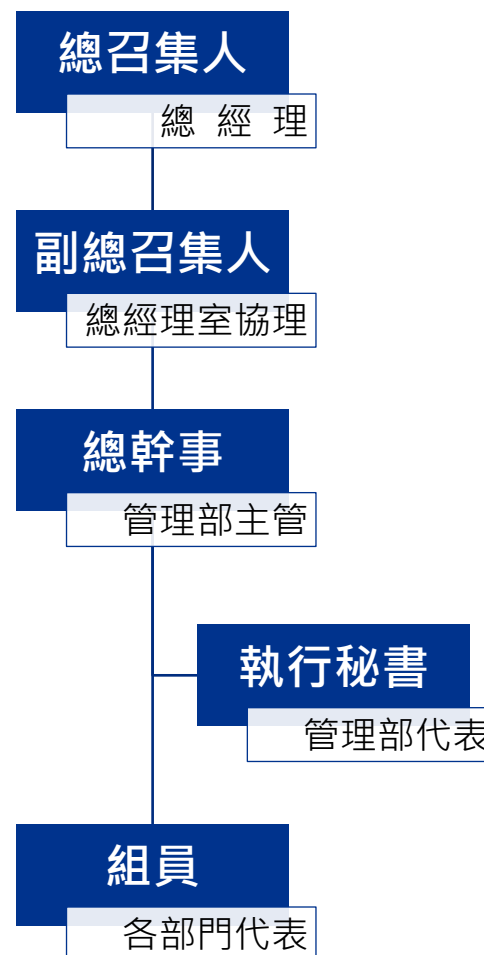 總召集人
總 經 理
副總召集人
總經理室協理
總幹事
管理部主管
執行秘書
管理部代表
組員
各部門代表